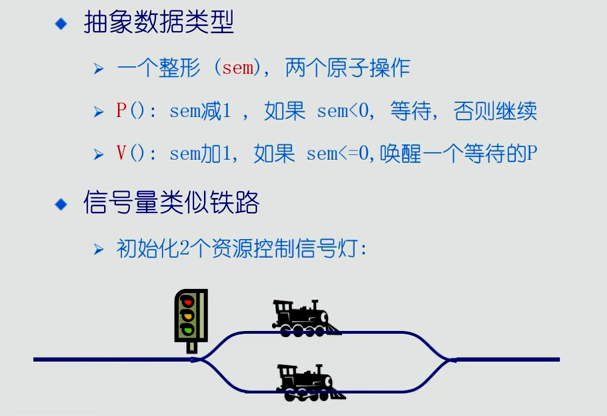 抽象数据类型
一个整形 (sem), 两个原子操作
P(): sem减1 , 如果 sem<0, 等待, 否则继续
V(): sem加1, 如果 sem<=0,唤醒一个等待的P
信号量类似铁路
初始化2个资源控制信号灯: